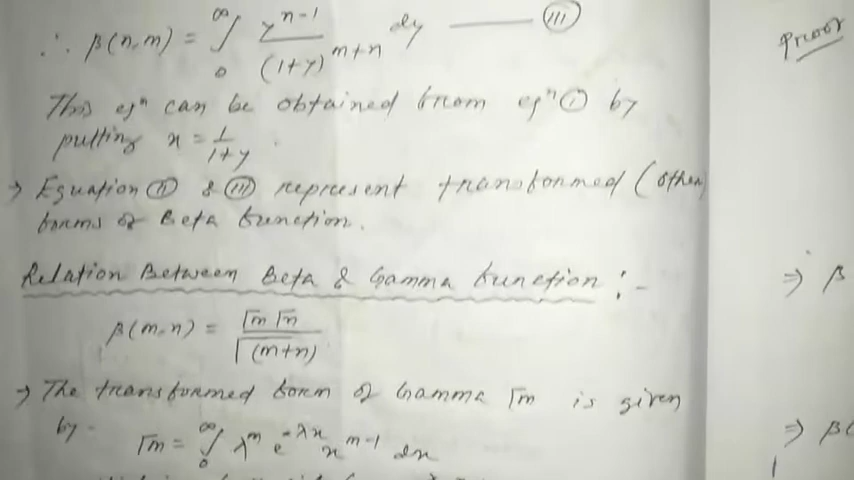 ∴ β(n,m) = ∫₀^∞ y^(n-1) / (1+y)^(m+n) dy ——— (III)
Proof
This eqⁿ can be obtained from eqⁿ (I) by
putting x = 1/(1+y).
→ Equation (II) & (III) represent transformed (other)
forms of Beta function.
Relation Between Beta & Gamma function :-
⇒ β
β(m,n) = Γm Γn / Γ(m+n)
→ The transformed form of Gamma Γm is given
by-
Γm = ∫₀^∞ λ^m e^(-λx) x^(m-1) dx
⇒ β(